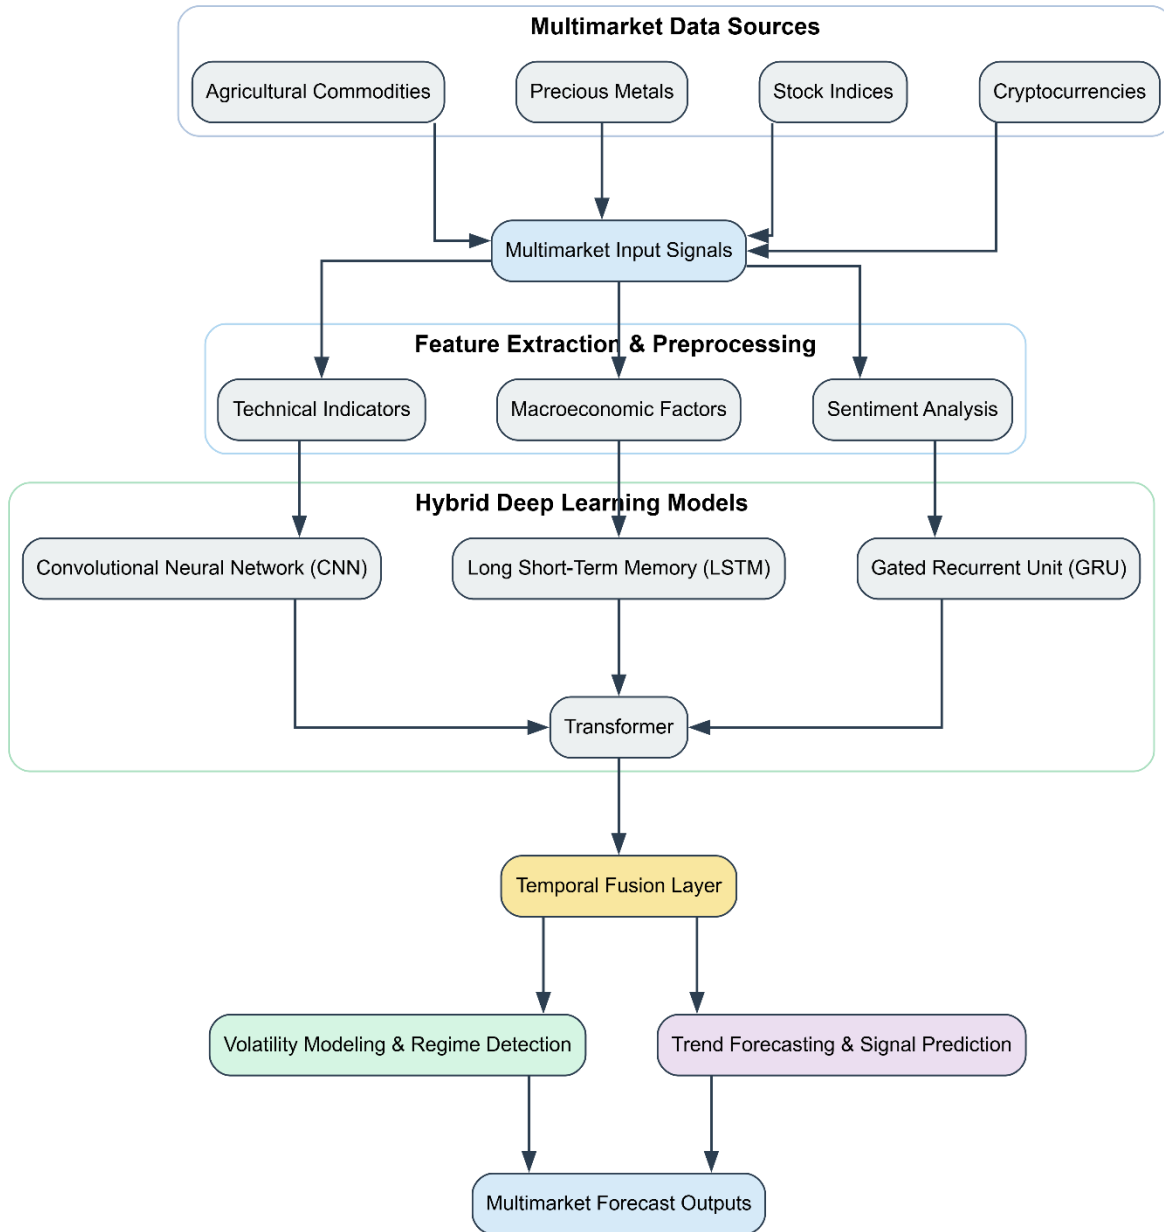 Multimarket Data Sources
Agricultural Commodities
Precious Metals
Stock Indices
Cryptocurrencies
Multimarket Input Signals
Feature Extraction & Preprocessing
Technical Indicators
Macroeconomic Factors
Sentiment Analysis
Hybrid Deep Learning Models
Convolutional Neural Network (CNN)
Long Short-Term Memory (LSTM)
Gated Recurrent Unit (GRU)
Transformer
Temporal Fusion Layer
Volatility Modeling & Regime Detection
Trend Forecasting & Signal Prediction
Multimarket Forecast Outputs